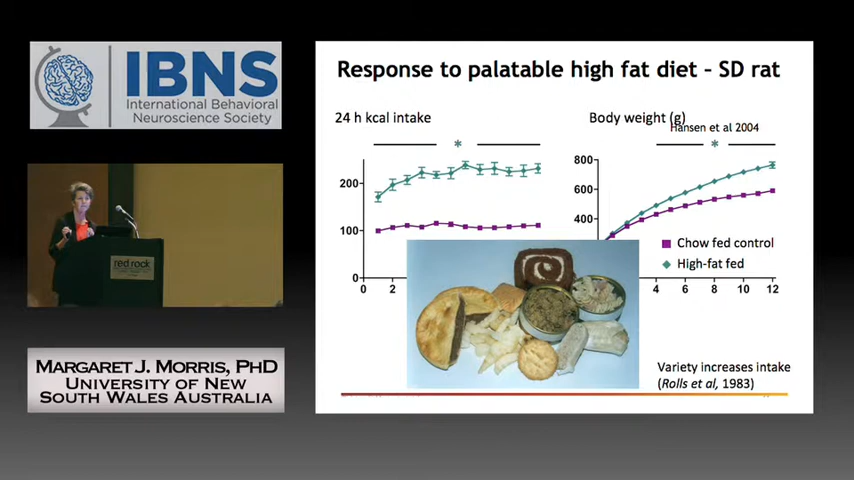 IBNS
International Behavioral
Neuroscience Society
red rock
MARGARET J. MORRIS, PHD
UNIVERSITY OF NEW
SOUTH WALES AUSTRALIA
Response to palatable high fat diet – SD rat
24 h kcal intake
*
200
100
0
0 2
Body weight (g)
Hansen et al 2004
*
800
600
400
Chow fed control
High-fat fed
4 6 8 10 12
Variety increases intake
(Rolls et al, 1983)